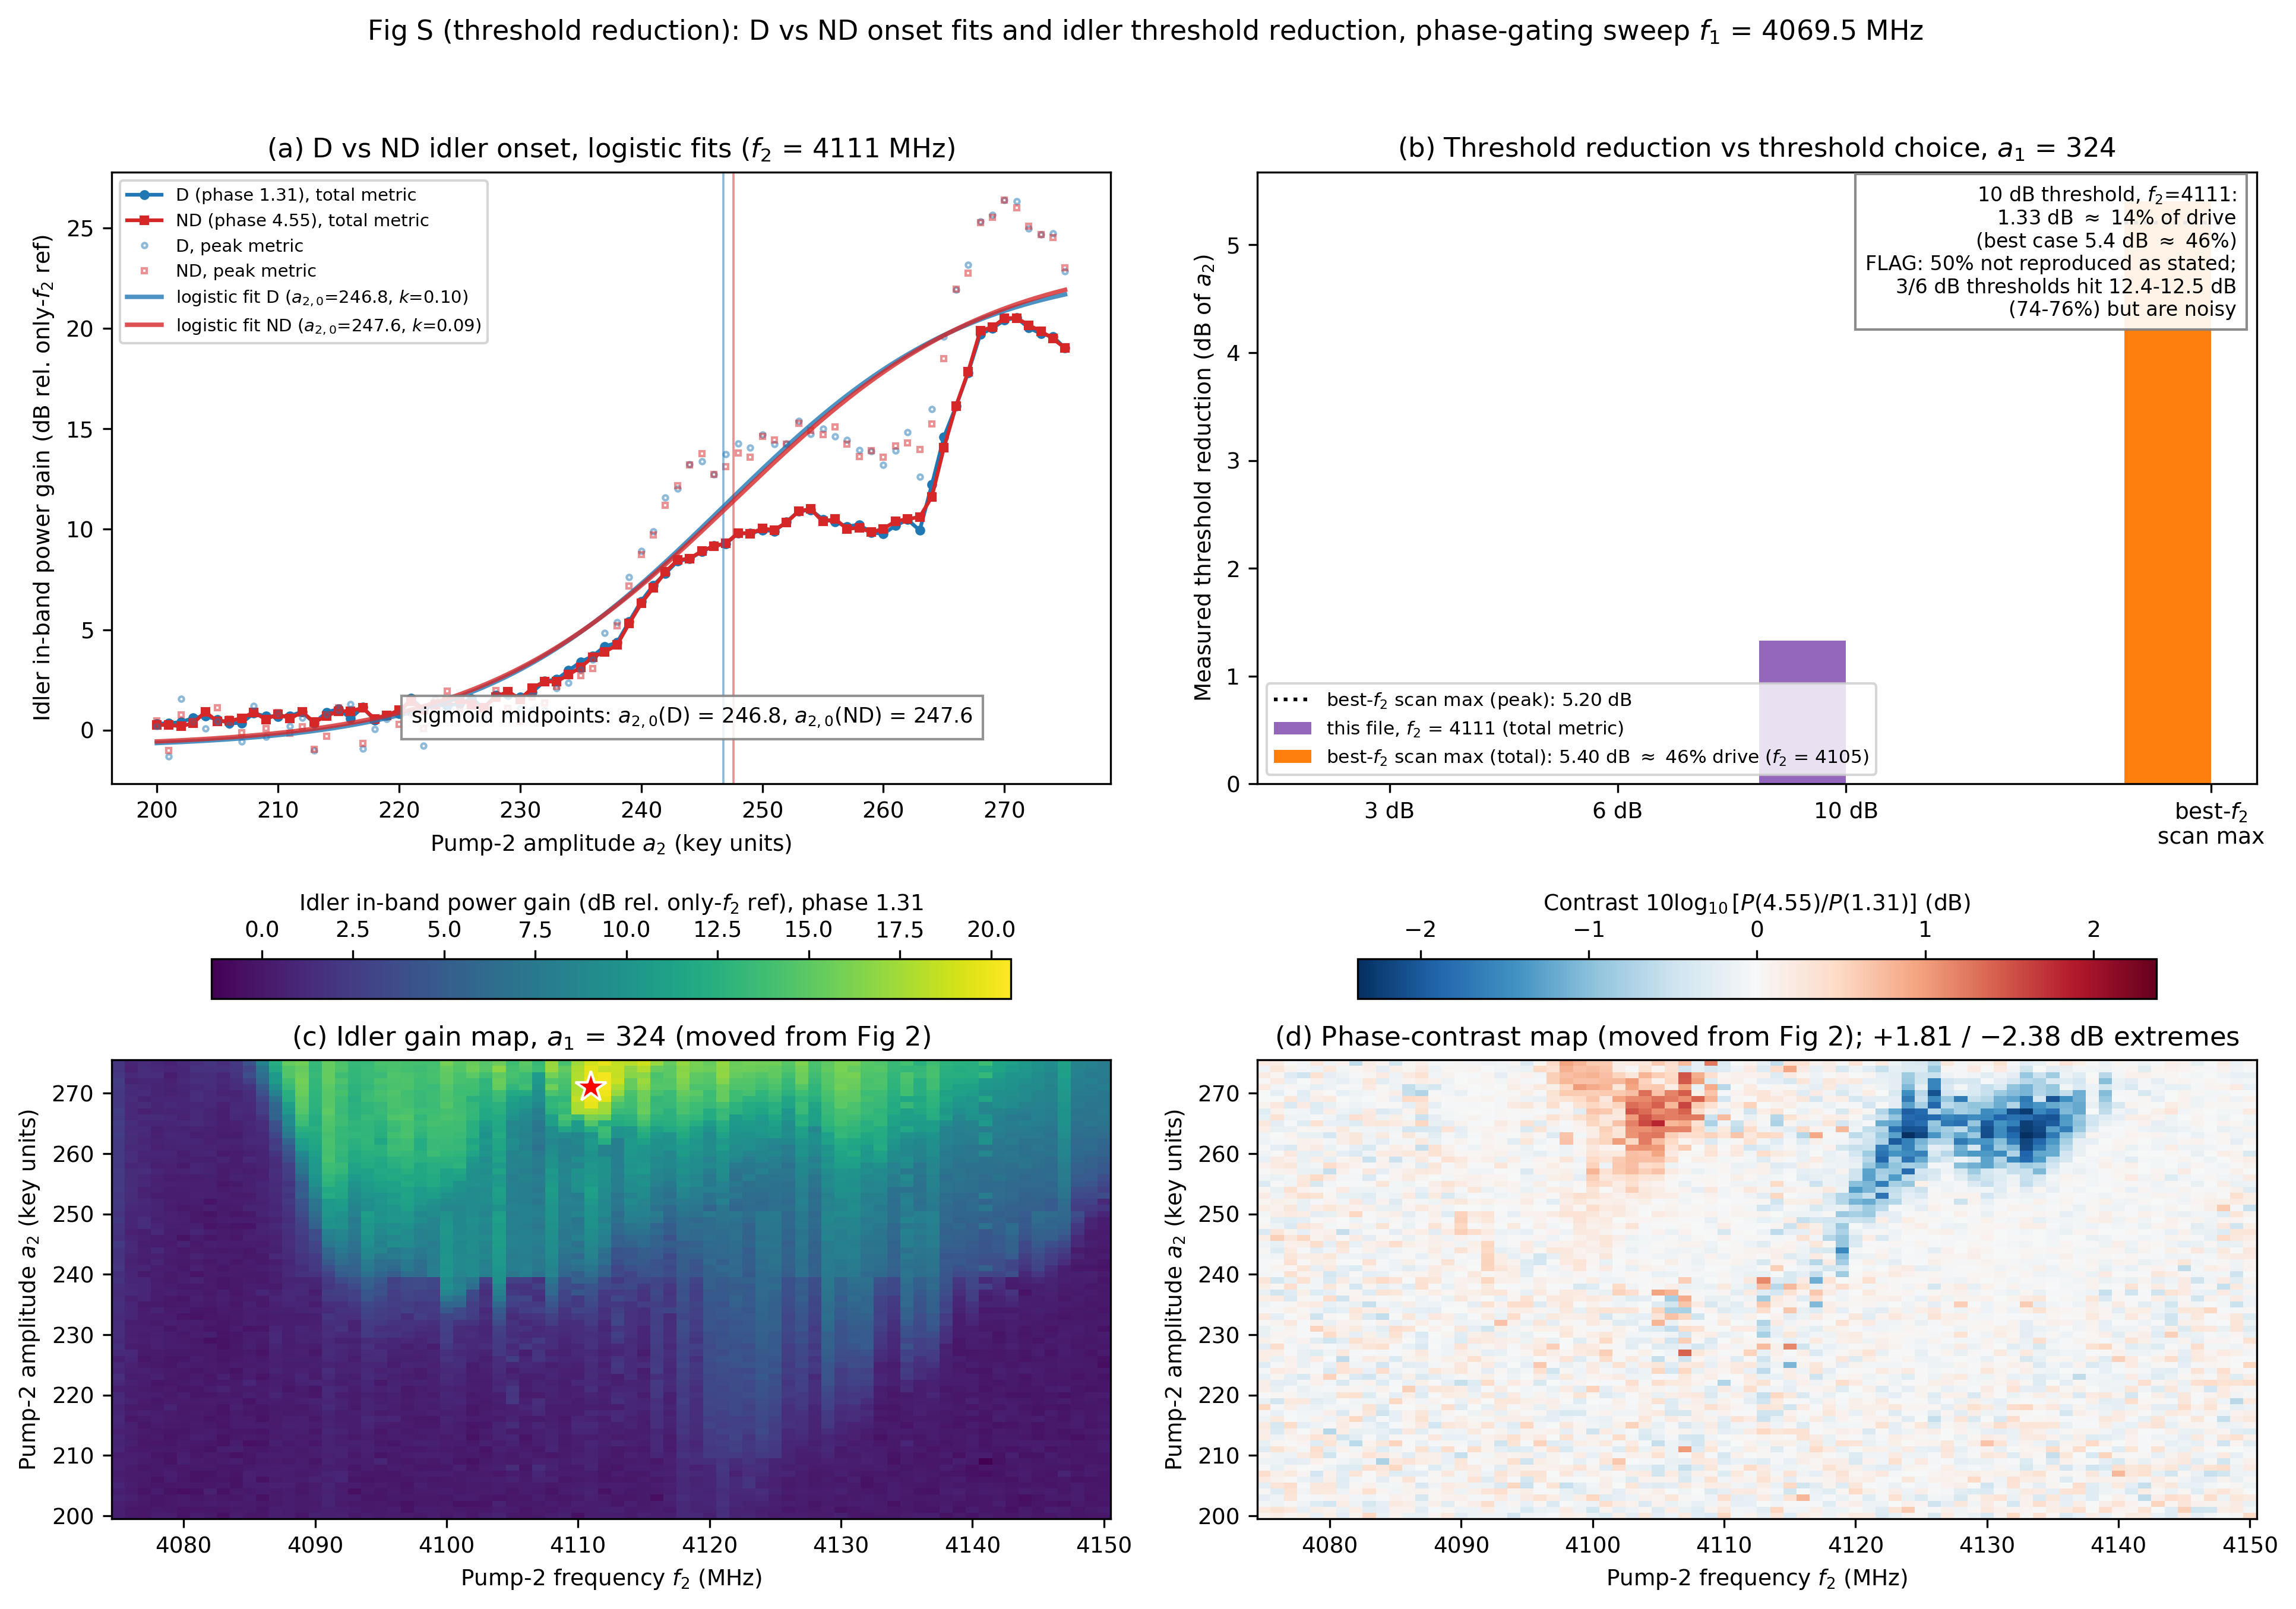 Fig S (threshold reduction): D vs ND onset fits and idler threshold reduction, phase-gating sweep f₁ = 4069.5 MHz
(a) D vs ND idler onset, logistic fits (f₂ = 4111 MHz)
D (phase 1.31), total metric
ND (phase 4.55), total metric
D, peak metric
ND, peak metric
logistic fit D (a₂,₀=246.8, k=0.10)
logistic fit ND (a₂,₀=247.6, k=0.09)
sigmoid midpoints: a₂,₀(D) = 246.8, a₂,₀(ND) = 247.6
Idler in-band power gain (dB rel. only-f₂ ref)
25
20
15
10
5
0
200 210 220 230 240 250 260 270
Pump-2 amplitude a₂ (key units)
(b) Threshold reduction vs threshold choice, a₁ = 324
10 dB threshold, f₂=4111:
1.33 dB ≈ 14% of drive
(best case 5.4 dB ≈ 46%)
FLAG: 50% not reproduced as stated;
3/6 dB thresholds hit 12.4-12.5 dB
(74-76%) but are noisy
Measured threshold reduction (dB of a₂)
5
4
3
2
1
0
best-f₂ scan max (peak): 5.20 dB
this file, f₂ = 4111 (total metric)
best-f₂ scan max (total): 5.40 dB ≈ 46% drive (f₂ = 4105)
3 dB 6 dB 10 dB best-f₂
scan max
Idler in-band power gain (dB rel. only-f₂ ref), phase 1.31
0.0 2.5 5.0 7.5 10.0 12.5 15.0 17.5 20.0
(c) Idler gain map, a₁ = 324 (moved from Fig 2)
Pump-2 amplitude a₂ (key units)
270
260
250
240
230
220
210
200
4080 4090 4100 4110 4120 4130 4140 4150
Pump-2 frequency f₂ (MHz)
Contrast 10log₁₀ [P(4.55)/P(1.31)] (dB)
−2 −1 0 1 2
(d) Phase-contrast map (moved from Fig 2); +1.81 / −2.38 dB extremes
Pump-2 amplitude a₂ (key units)
270
260
250
240
230
220
210
200
4080 4090 4100 4110 4120 4130 4140 4150
Pump-2 frequency f₂ (MHz)